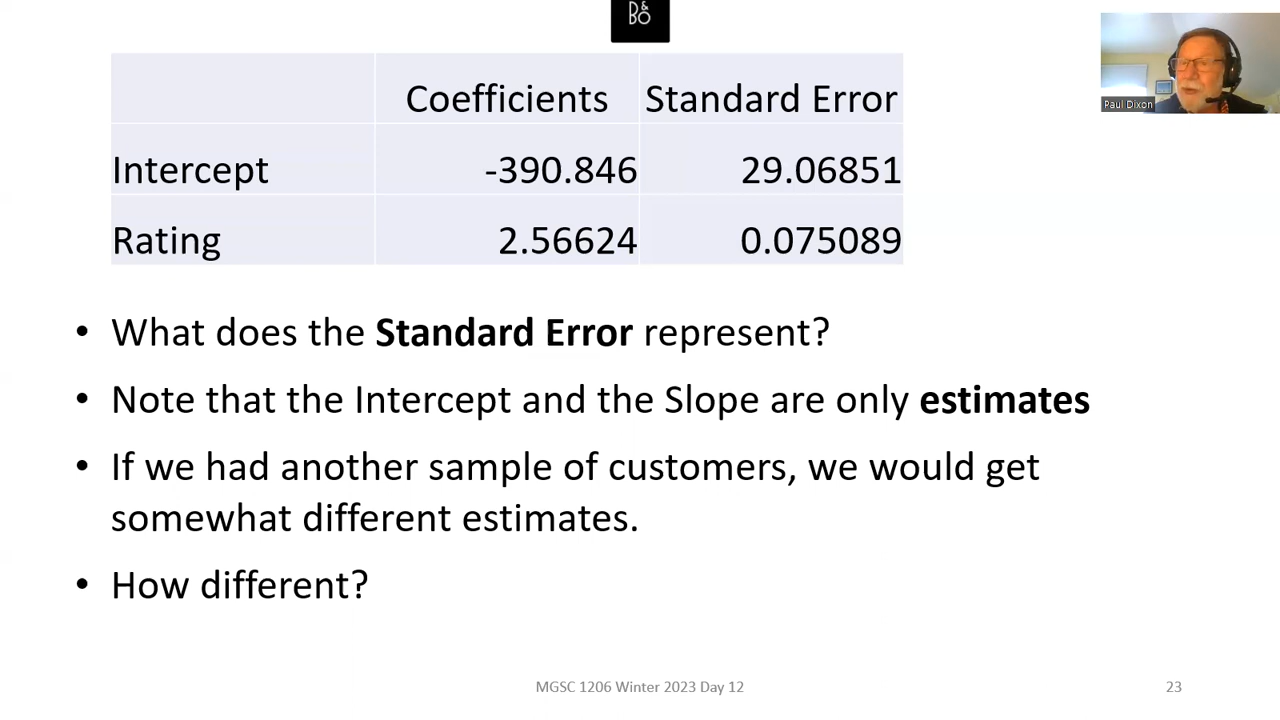 B&
BO
Coefficients Standard Error
Intercept -390.846 29.06851
Rating 2.56624 0.075089
Paul Dixon
• What does the Standard Error represent?
• Note that the Intercept and the Slope are only estimates
• If we had another sample of customers, we would get
somewhat different estimates.
• How different?
MGSC 1206 Winter 2023 Day 12 23